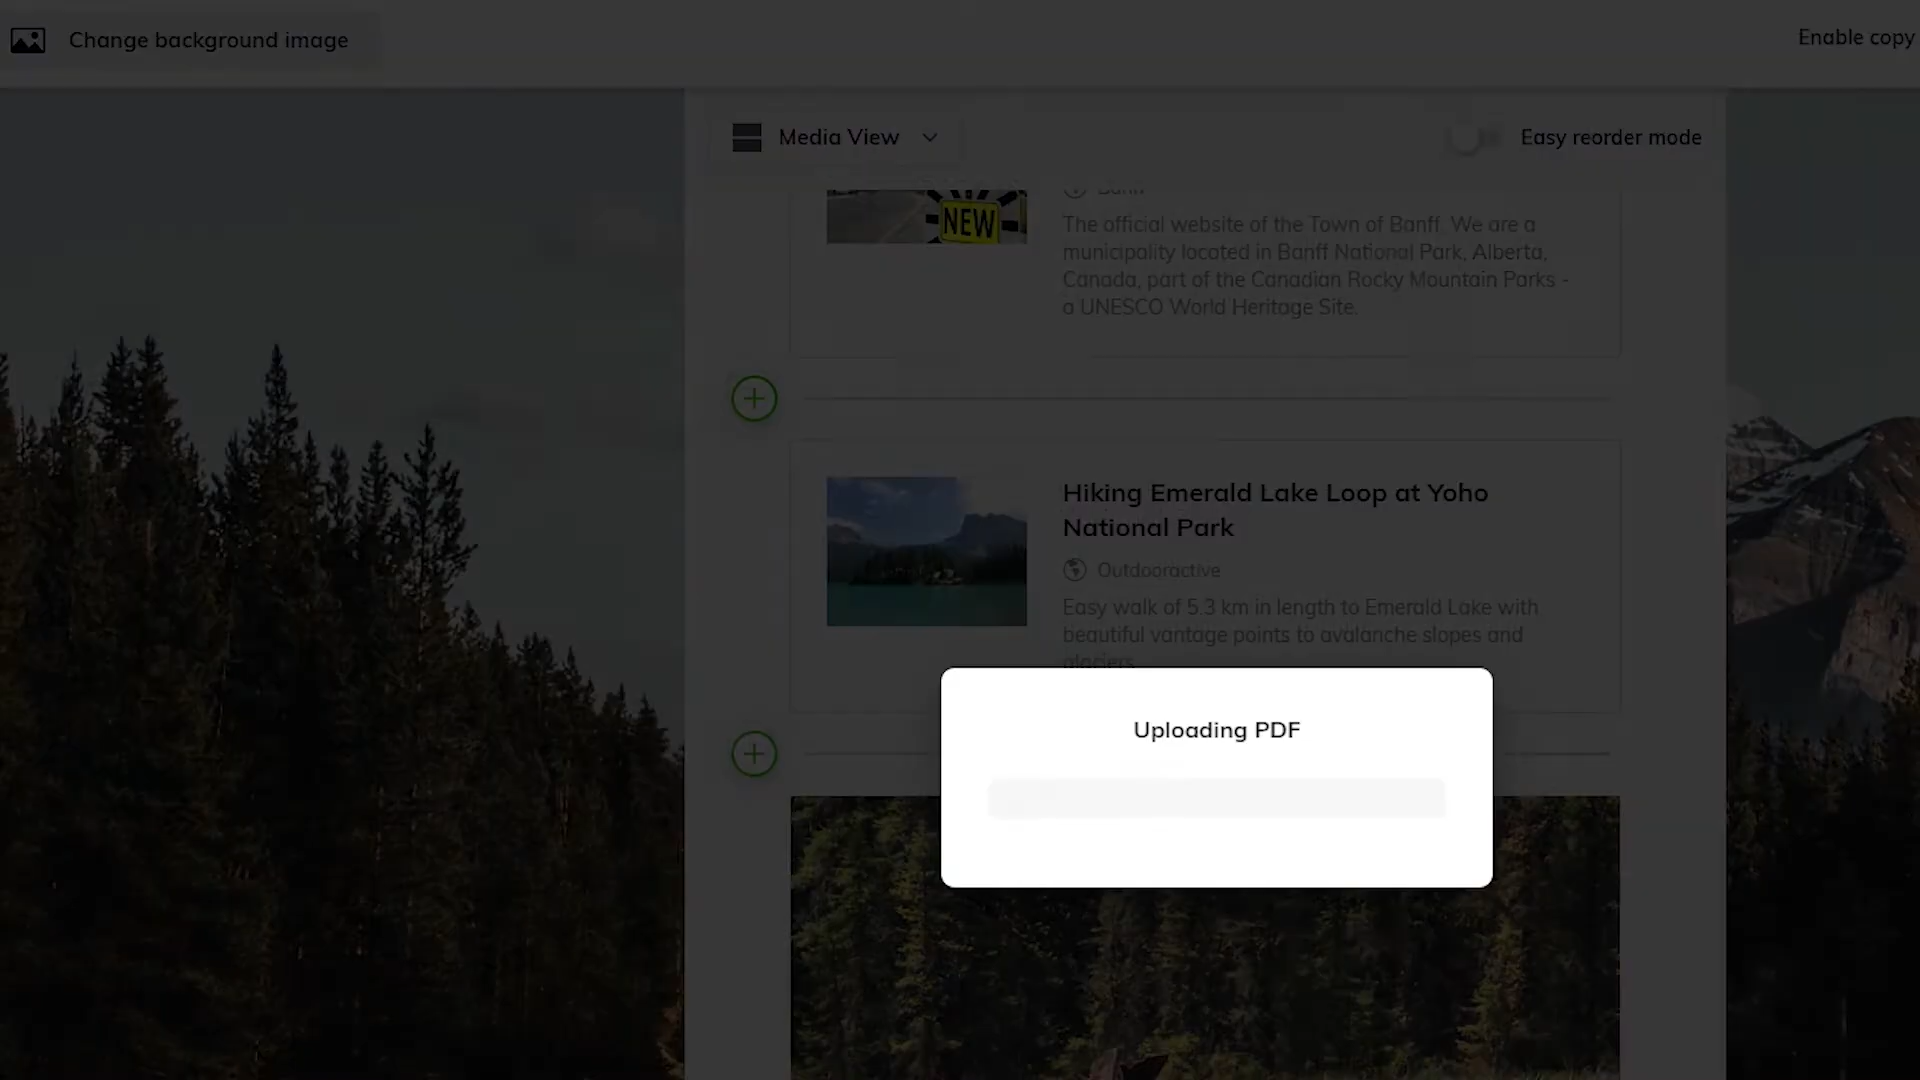 Change background image
Enable copy
Media View
Easy reorder mode
NEW
Banff
The official website of the Town of Banff. We are a
municipality located in Banff National Park, Alberta,
Canada, part of the Canadian Rocky Mountain Parks -
a UNESCO World Heritage Site.
Hiking Emerald Lake Loop at Yoho
National Park
Outdooractive
Easy walk of 5.3 km in length to Emerald Lake with
beautiful vantage points to avalanche slopes and
glaciers
Uploading PDF